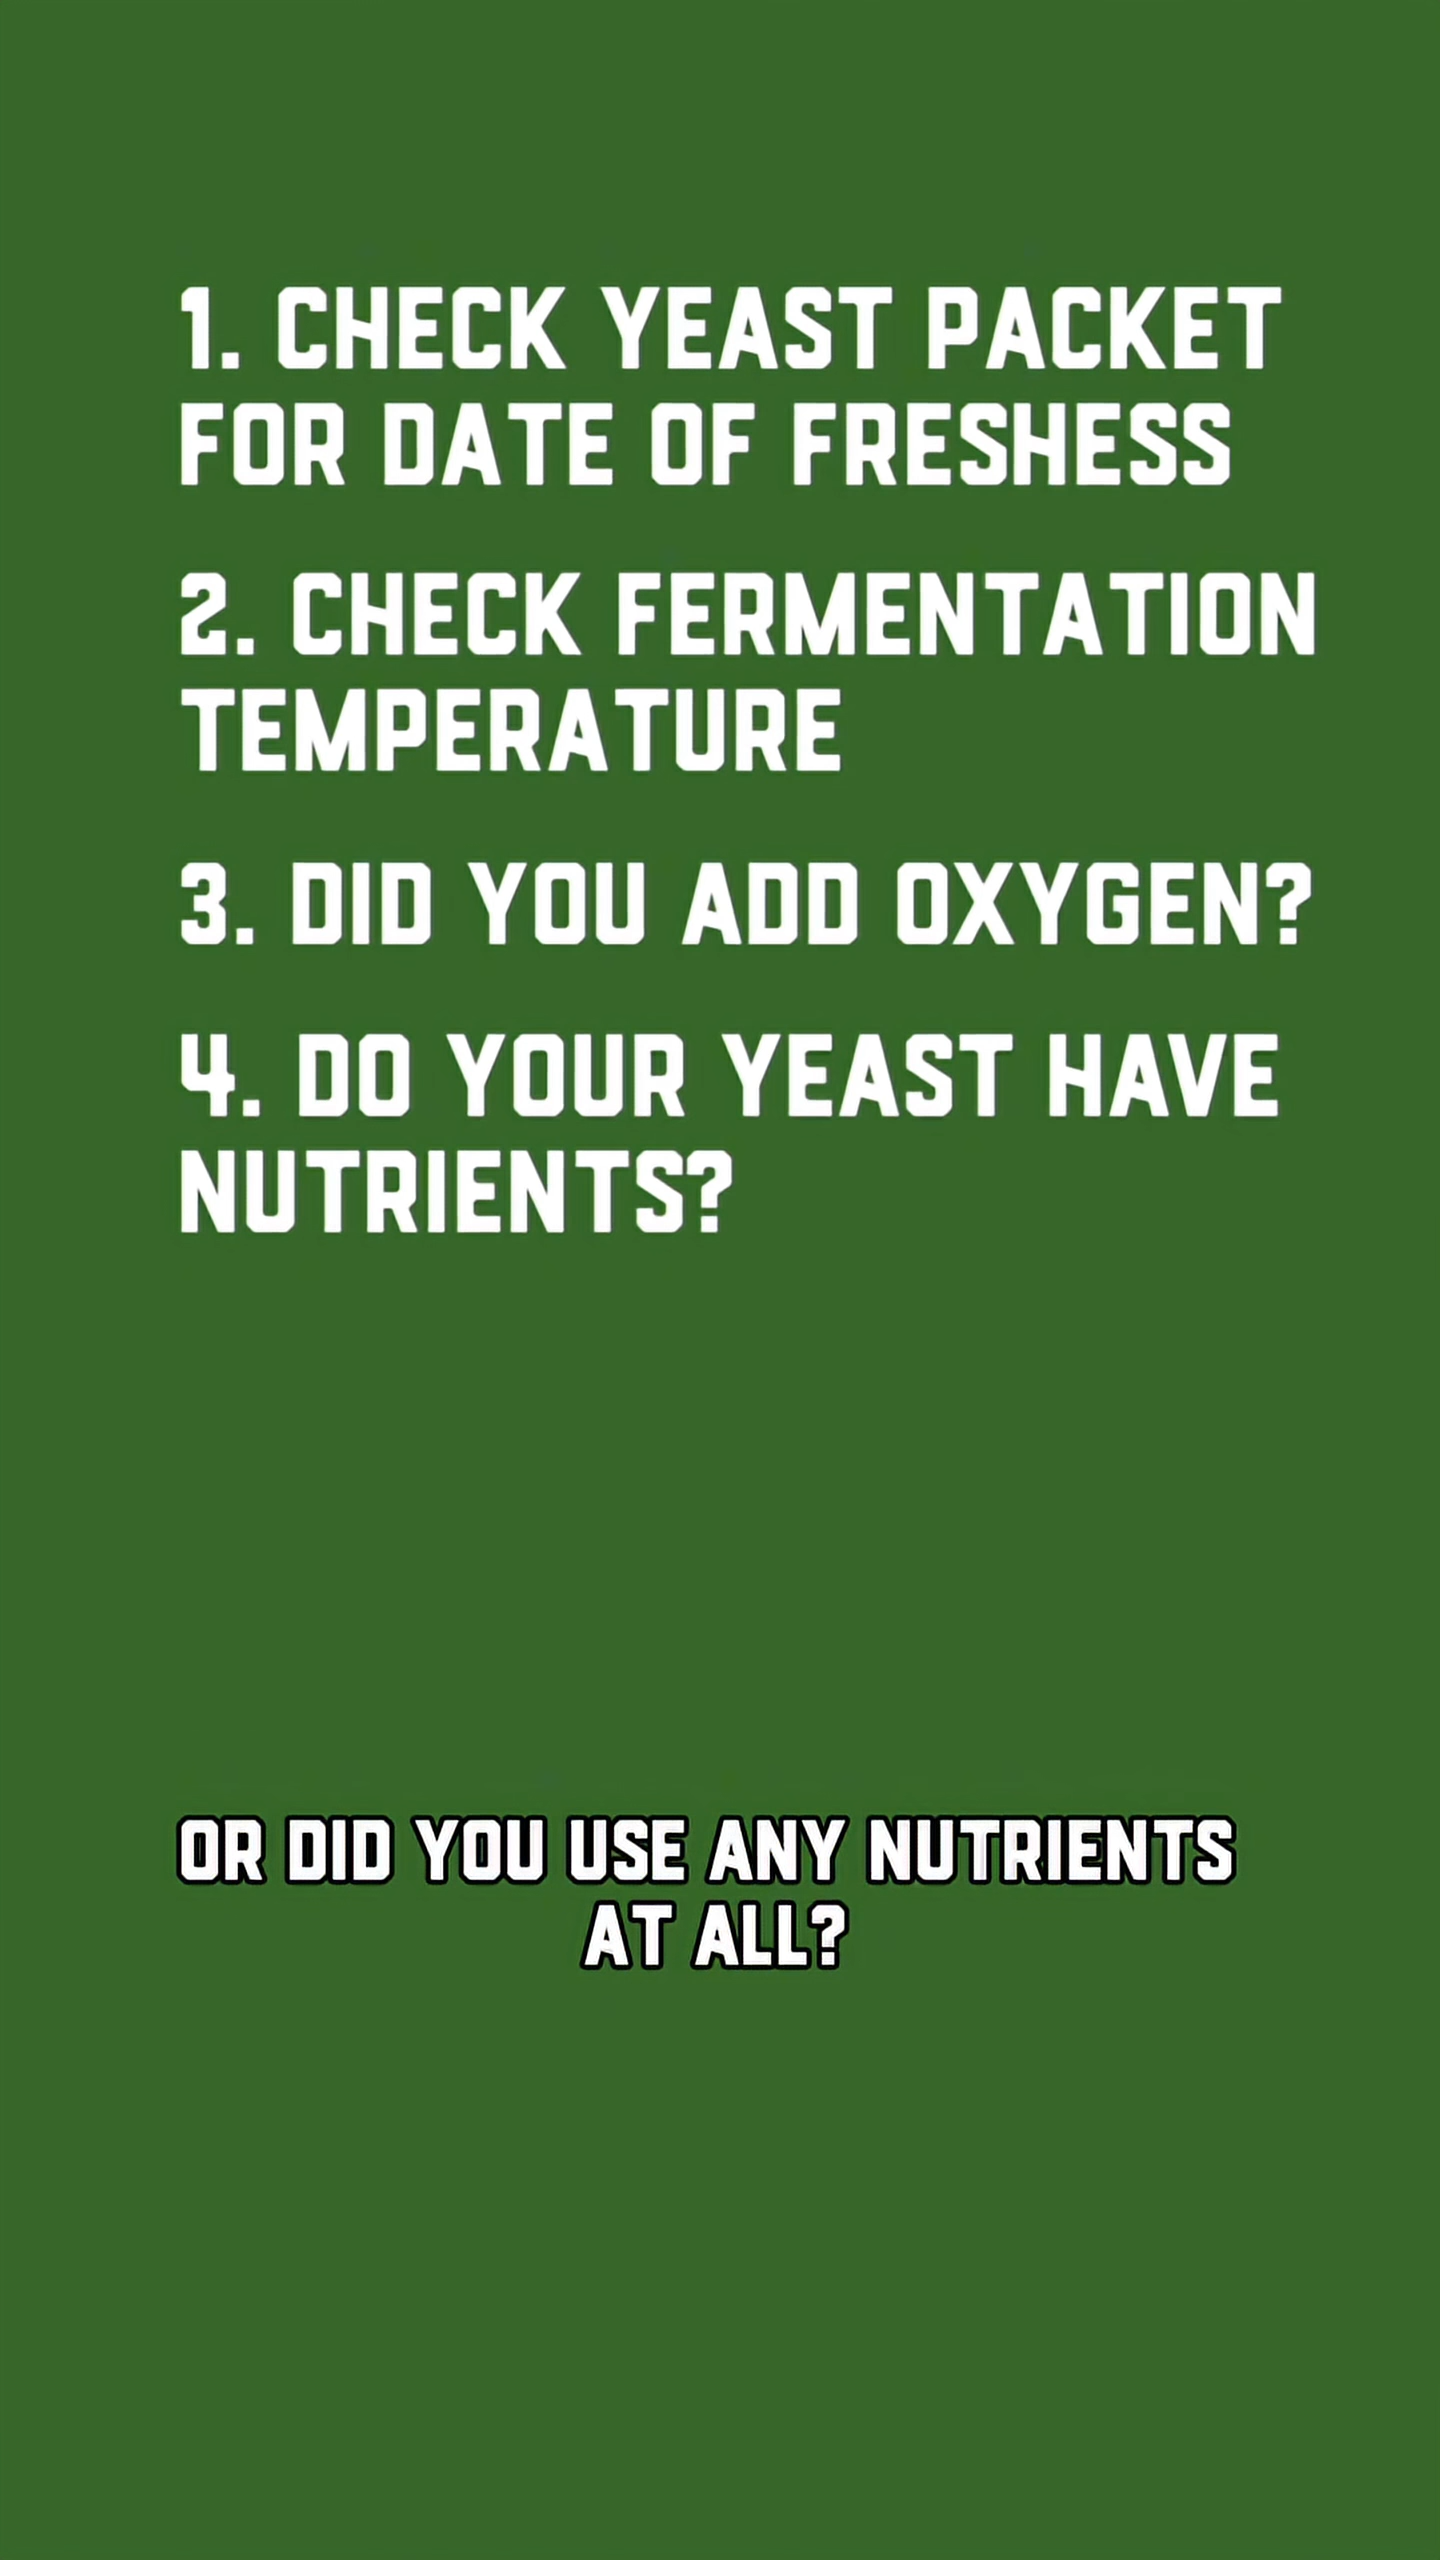 1. CHECK YEAST PACKET
FOR DATE OF FRESHESS
2. CHECK FERMENTATION
TEMPERATURE
3. DID YOU ADD OXYGEN?
4. DO YOUR YEAST HAVE
NUTRIENTS?
OR DID YOU USE ANY NUTRIENTS
AT ALL?